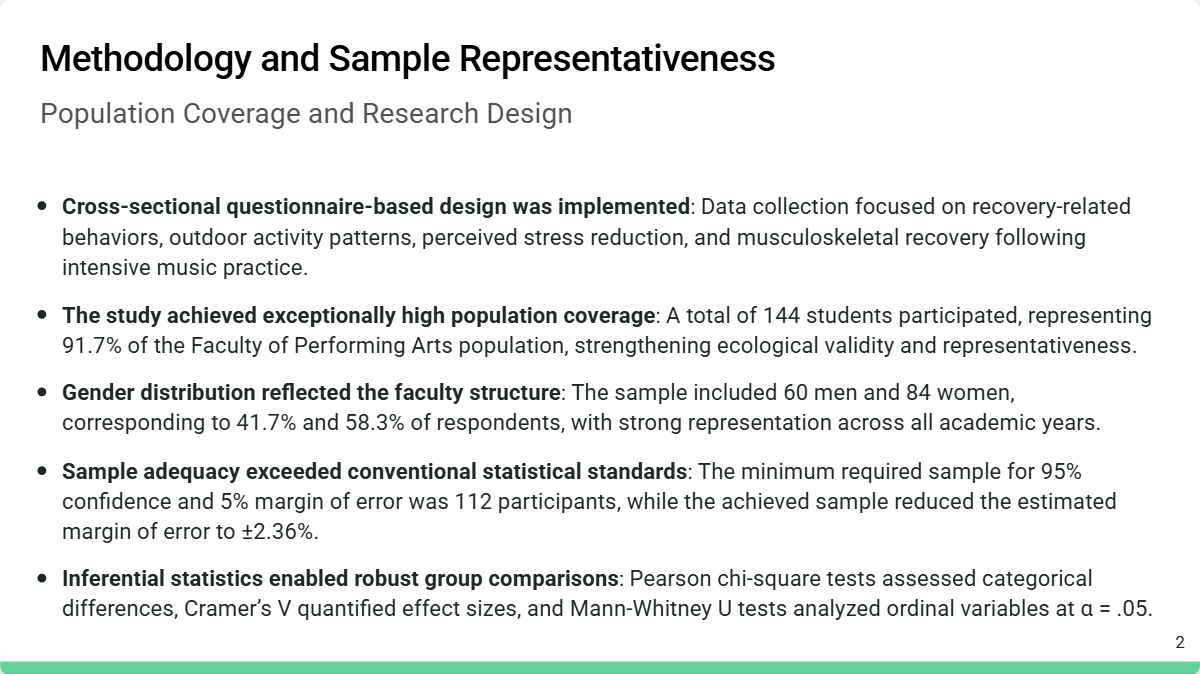 Methodology and Sample Representativeness
Population Coverage and Research Design
• Cross-sectional questionnaire-based design was implemented: Data collection focused on recovery-related
behaviors, outdoor activity patterns, perceived stress reduction, and musculoskeletal recovery following
intensive music practice.
• The study achieved exceptionally high population coverage: A total of 144 students participated, representing
91.7% of the Faculty of Performing Arts population, strengthening ecological validity and representativeness.
• Gender distribution reflected the faculty structure: The sample included 60 men and 84 women,
corresponding to 41.7% and 58.3% of respondents, with strong representation across all academic years.
• Sample adequacy exceeded conventional statistical standards: The minimum required sample for 95%
confidence and 5% margin of error was 112 participants, while the achieved sample reduced the estimated
margin of error to ±2.36%.
• Inferential statistics enabled robust group comparisons: Pearson chi-square tests assessed categorical
differences, Cramer’s V quantified effect sizes, and Mann-Whitney U tests analyzed ordinal variables at α = .05.
2